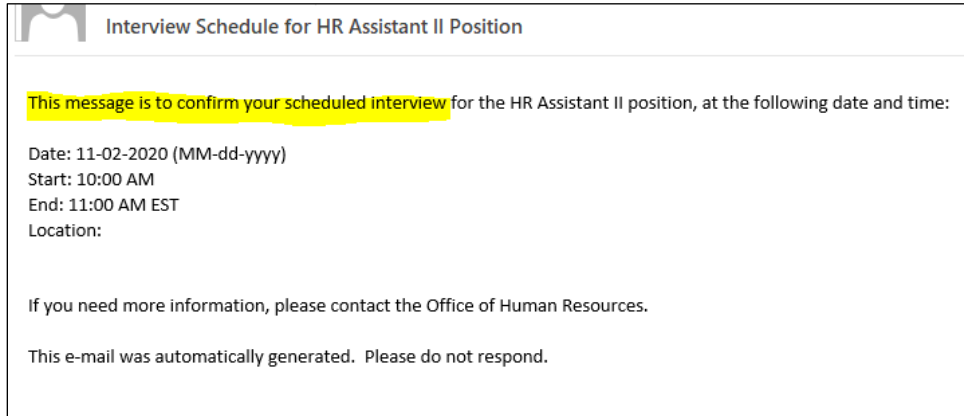 Interview Schedule for HR Assistant II Position
This message is to confirm your scheduled interview for the HR Assistant II position, at the following date and time:
Date: 11-02-2020 (MM-dd-yyyy)
Start: 10:00 AM
End: 11:00 AM EST
Location:
If you need more information, please contact the Office of Human Resources.
This e-mail was automatically generated.  Please do not respond.